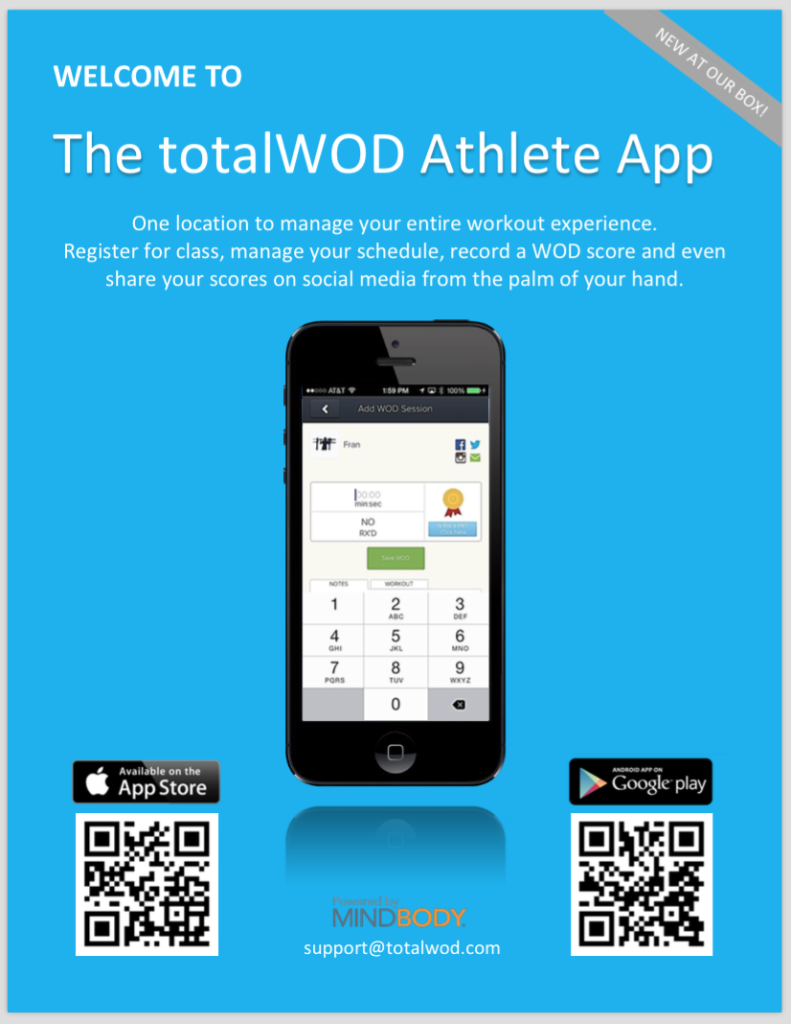 NEW AT OUR BOX!
WELCOME TO
The totalWOD Athlete App
One location to manage your entire workout experience.
Register for class, manage your schedule, record a WOD score and even
share your scores on social media from the palm of your hand.
AT&T 1:59 PM 100%
Add WOD Session
Fran
00:00
min:sec
NO
RX'D
Save WOD
NOTES WORKOUT
1 2 3
ABC DEF
4 5 6
GHI JKL MNO
7 8 9
PQRS TUV WXYZ
0
Available on the
App Store
ANDROID APP ON
Google play
Powered by
MINDBODY
support@totalwod.com